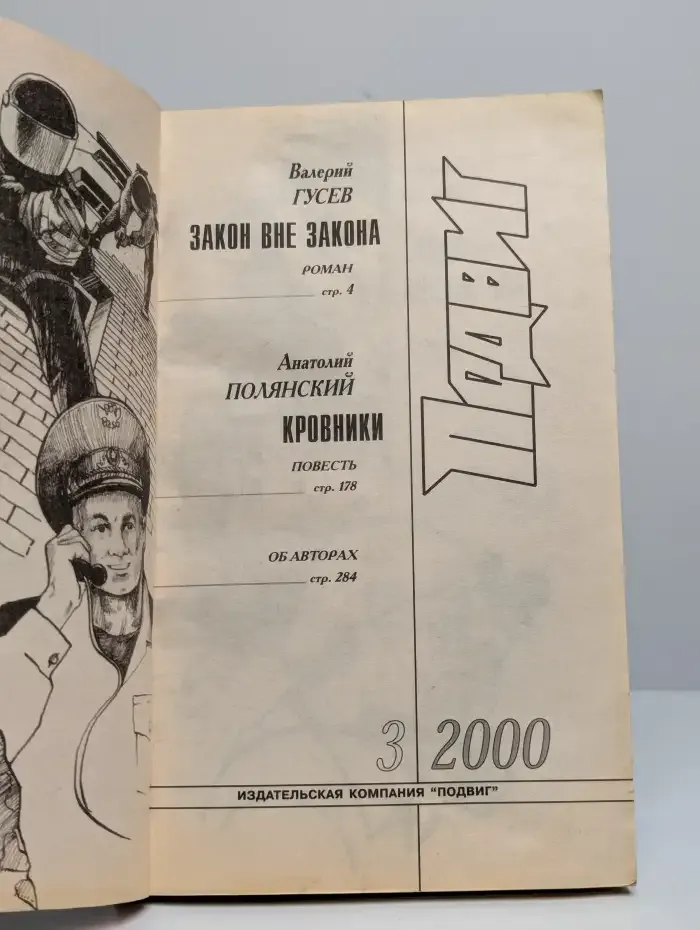 Валерий
ГУСЕВ
ЗАКОН ВНЕ ЗАКОНА
РОМАН
стр. 4
Анатолий
ПОЛЯНСКИЙ
КРОВНИКИ
ПОВЕСТЬ
стр. 178
ОБ АВТОРАХ
стр. 284
ПОДВИГ
3 2000
ИЗДАТЕЛЬСКАЯ КОМПАНИЯ "ПОДВИГ"